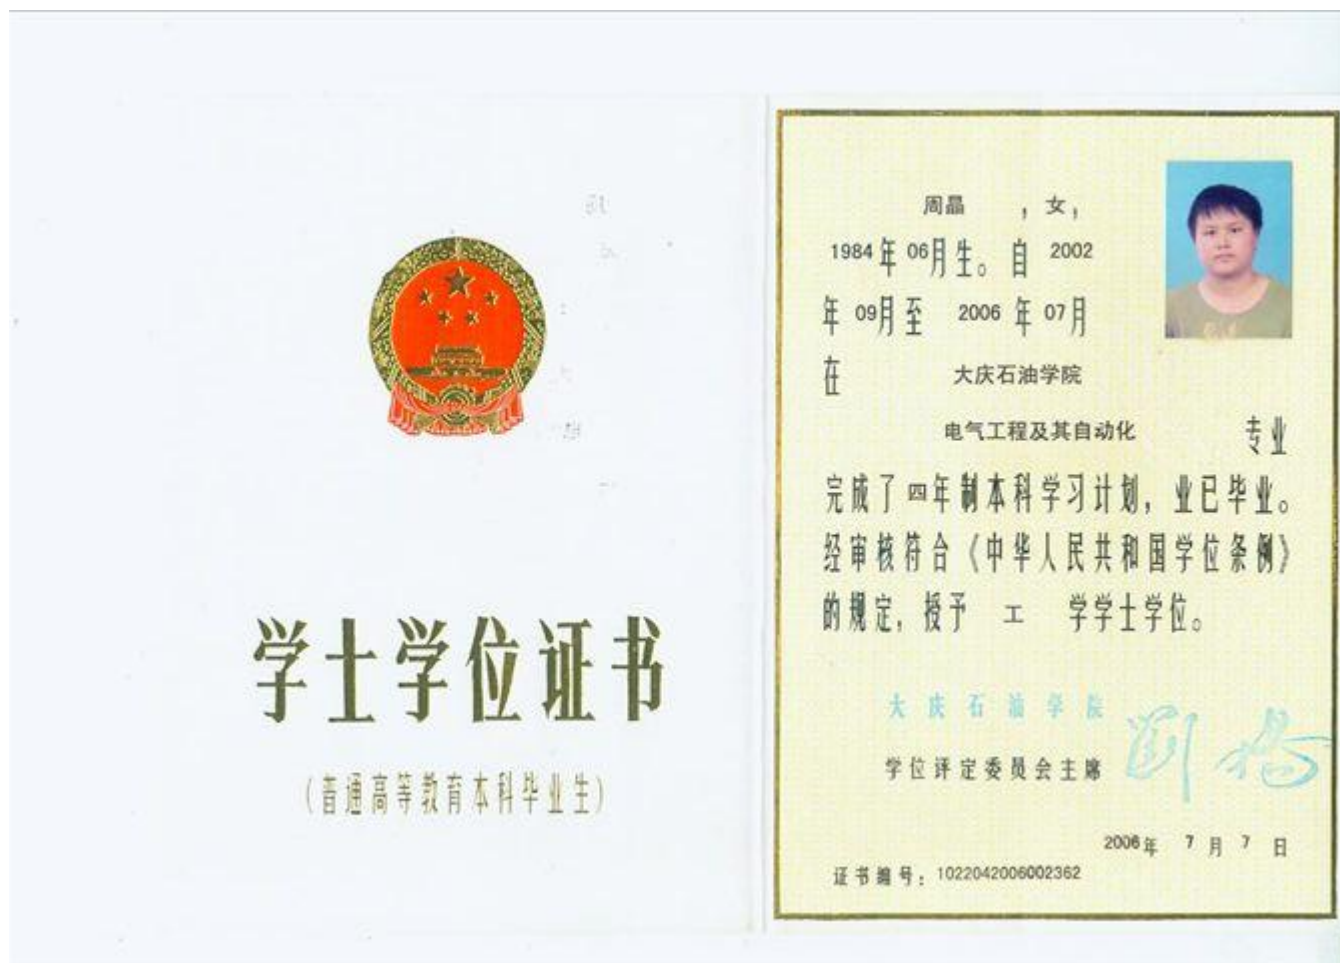 学士学位证书
(普通高等教育本科毕业生)
周晶 ，女，
1984年06月生。自 2002
年09月至 2006 年07月
在 大庆石油学院
电气工程及其自动化 专业
完成了四年制本科学习计划，业已毕业。
经审核符合《中华人民共和国学位条例》
的规定，授予 工 学学士学位。
大庆石油学院
学位评定委员会主席 刘扬
2006年 7 月 7 日
证书编号：1022042006002362